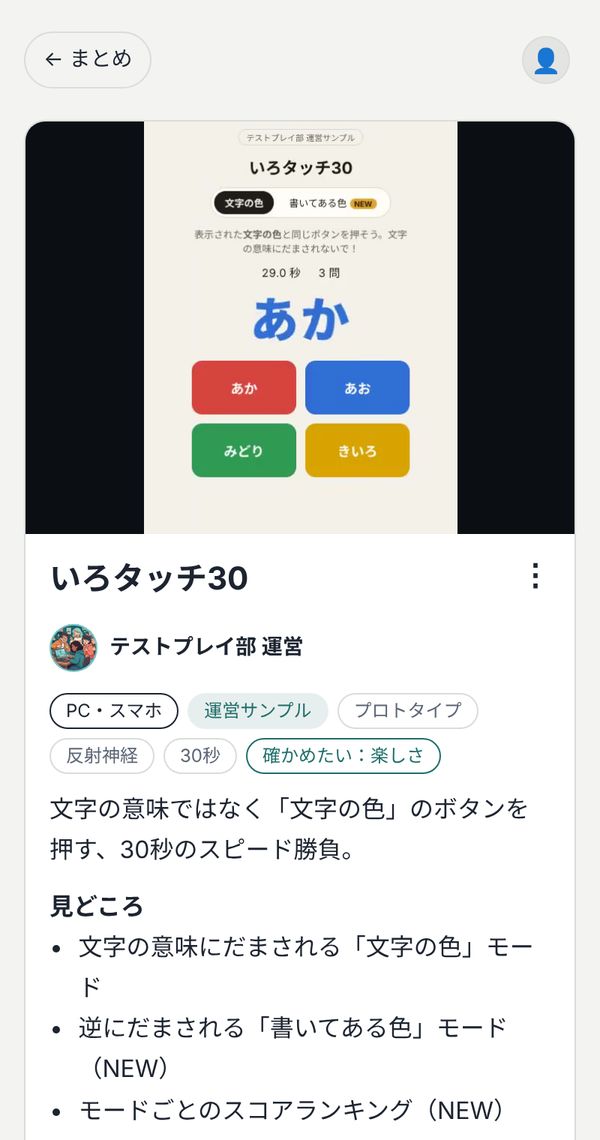 ← まとめ
テストプレイ部 運営サンプル
いろタッチ30
文字の色 書いてある色 NEW
表示された文字の色と同じボタンを押そう。文字
の意味にだまされないで！
29.0 秒 3 問
あか
あか あお
みどり きいろ
いろタッチ30
テストプレイ部 運営
PC・スマホ 運営サンプル プロトタイプ
反射神経 30秒 確かめたい：楽しさ
文字の意味ではなく「文字の色」のボタンを
押す、30秒のスピード勝負。
見どころ
• 文字の意味にだまされる「文字の色」モー
ド
• 逆にだまされる「書いてある色」モード
（NEW）
• モードごとのスコアランキング（NEW）